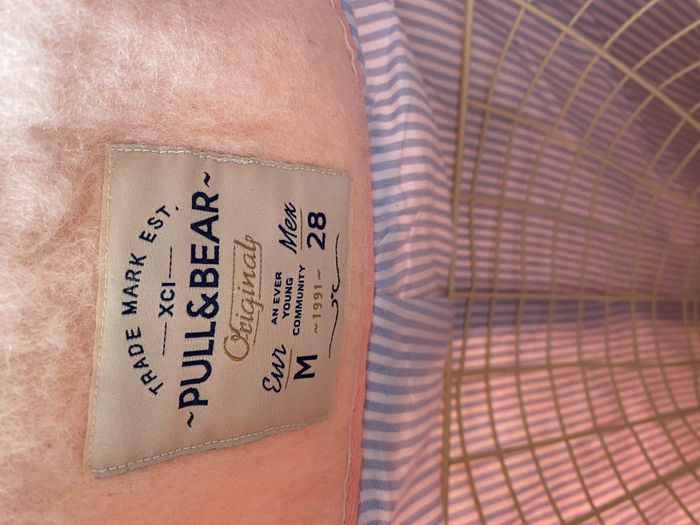 TRADE MARK EST.
XCI
~PULL&BEAR~
Original
Eur AN EVER Mex
YOUNG
M COMMUNITY 28
~1991~